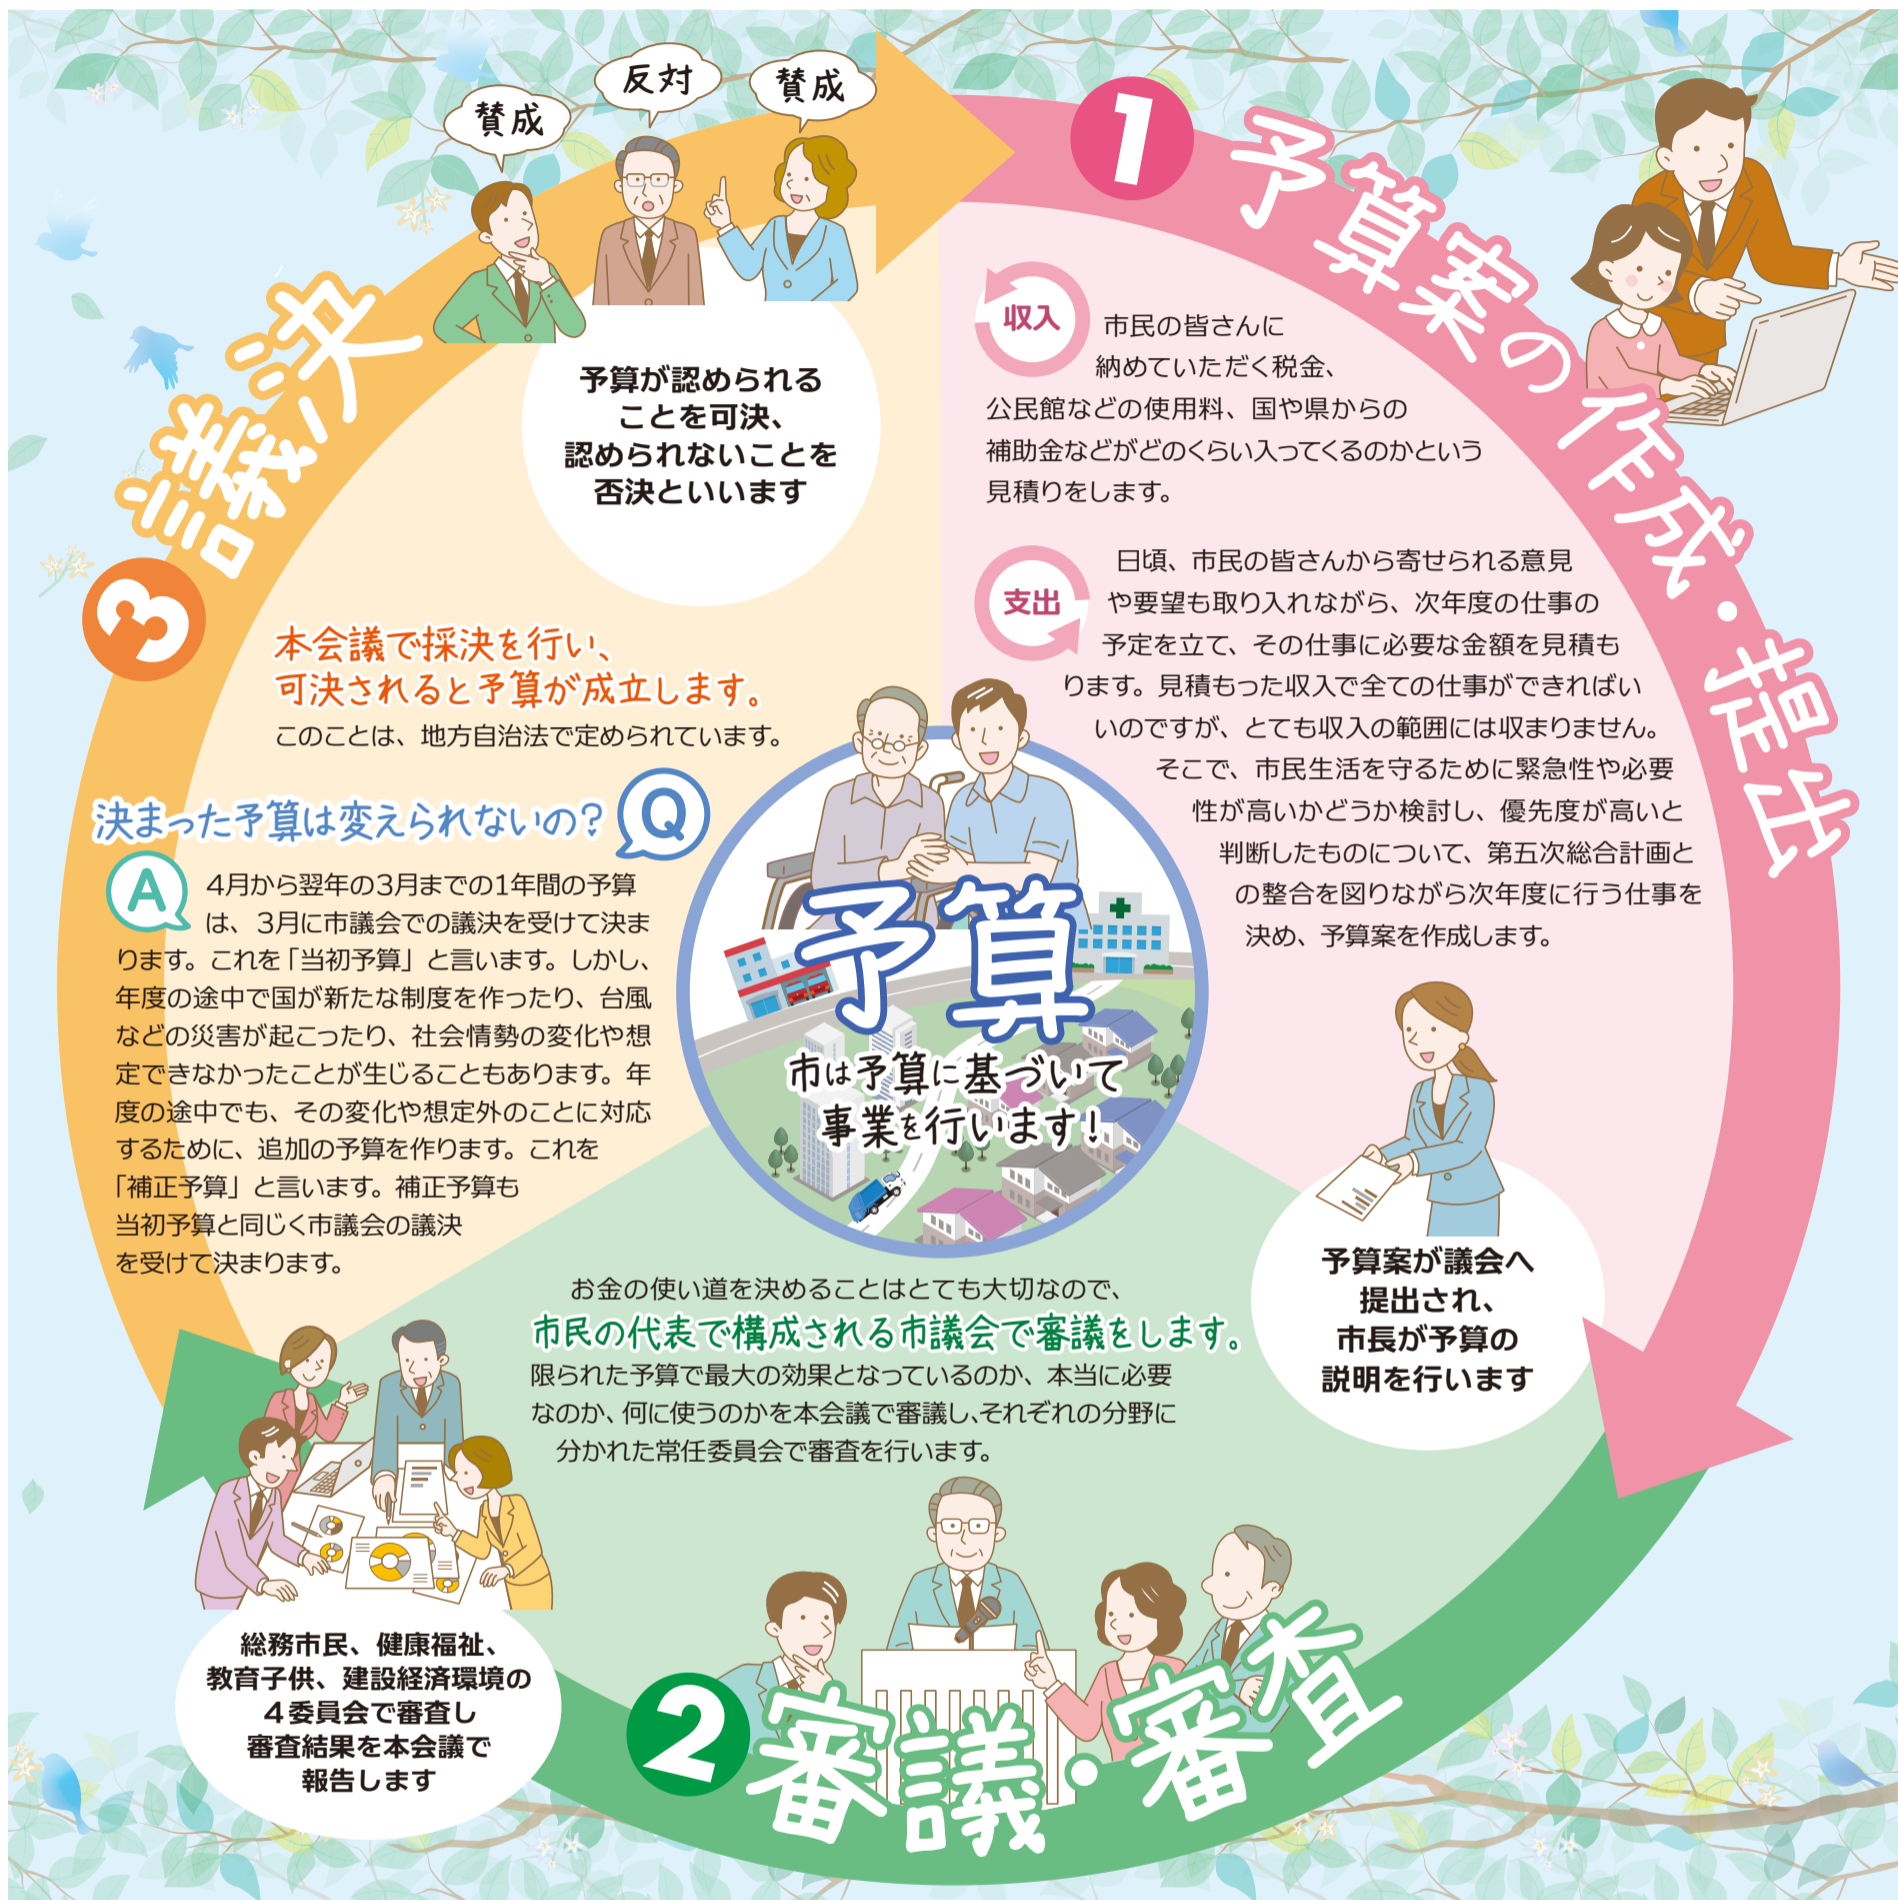 1 予算案の作成・提出
収入
市民の皆さんに
納めていただく税金、
公民館などの使用料、国や県からの
補助金などがどのくらい入ってくるのかという
見積りをします。
支出
日頃、市民の皆さんから寄せられる意見
や要望も取り入れながら、次年度の仕事の
予定を立て、その仕事に必要な金額を見積も
ります。見積もった収入で全ての仕事ができればい
いのですが、とても収入の範囲には収まりません。
そこで、市民生活を守るために緊急性や必要
性が高いかどうか検討し、優先度が高いと
判断したものについて、第五次総合計画と
の整合を図りながら次年度に行う仕事を
決め、予算案を作成します。
予算案が議会へ
提出され、
市長が予算の
説明を行います
予算
市は予算に基づいて
事業を行います!
2 審議・審査
お金の使い道を決めることはとても大切なので、
市民の代表で構成される市議会で審議をします。
限られた予算で最大の効果となっているのか、本当に必要
なのか、何に使うのかを本会議で審議し、それぞれの分野に
分かれた常任委員会で審査を行います。
総務市民、健康福祉、
教育子供、建設経済環境の
4委員会で審査し
審査結果を本会議で
報告します
3 議決
賛成
反対
賛成
予算が認められる
ことを可決、
認められないことを
否決といいます
本会議で採決を行い、
可決されると予算が成立します。
このことは、地方自治法で定められています。
決まった予算は変えられないの? Q
A
4月から翌年の3月までの1年間の予算
は、3月に市議会での議決を受けて決ま
ります。これを「当初予算」と言います。しかし、
年度の途中で国が新たな制度を作ったり、台風
などの災害が起こったり、社会情勢の変化や想
定できなかったことが生じることもあります。年
度の途中でも、その変化や想定外のことに対応
するために、追加の予算を作ります。これを
「補正予算」と言います。補正予算も
当初予算と同じく市議会の議決
を受けて決まります。